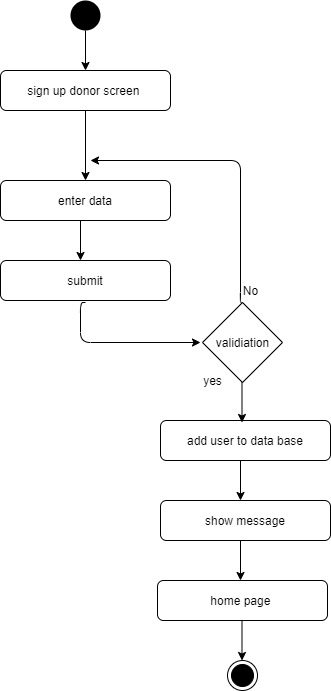 sign up donor screen
enter data
submit
No
validiation
yes
add user to data base
show message
home page